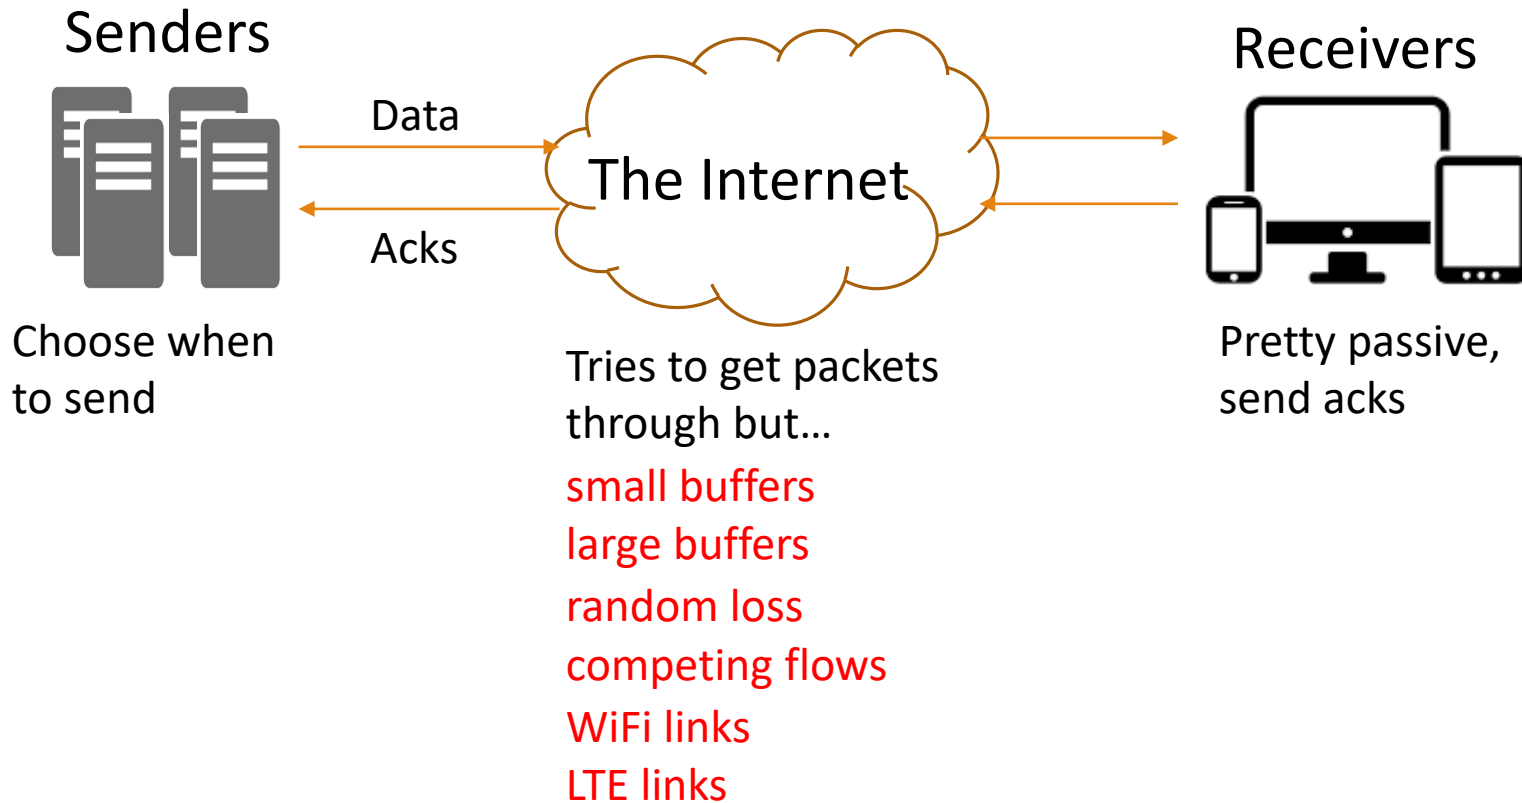 Senders
Data
Acks
Choose when
to send
The Internet
Tries to get packets
through but…
small buffers
large buffers
random loss
competing flows
WiFi links
LTE links
Receivers
Pretty passive,
send acks